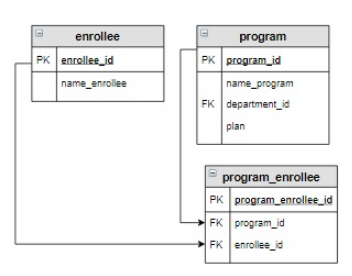 enrollee
PK enrollee_id
name_enrollee
program
PK program_id
name_program
FK department_id
plan
program_enrollee
PK program_enrollee_id
FK program_id
FK enrollee_id